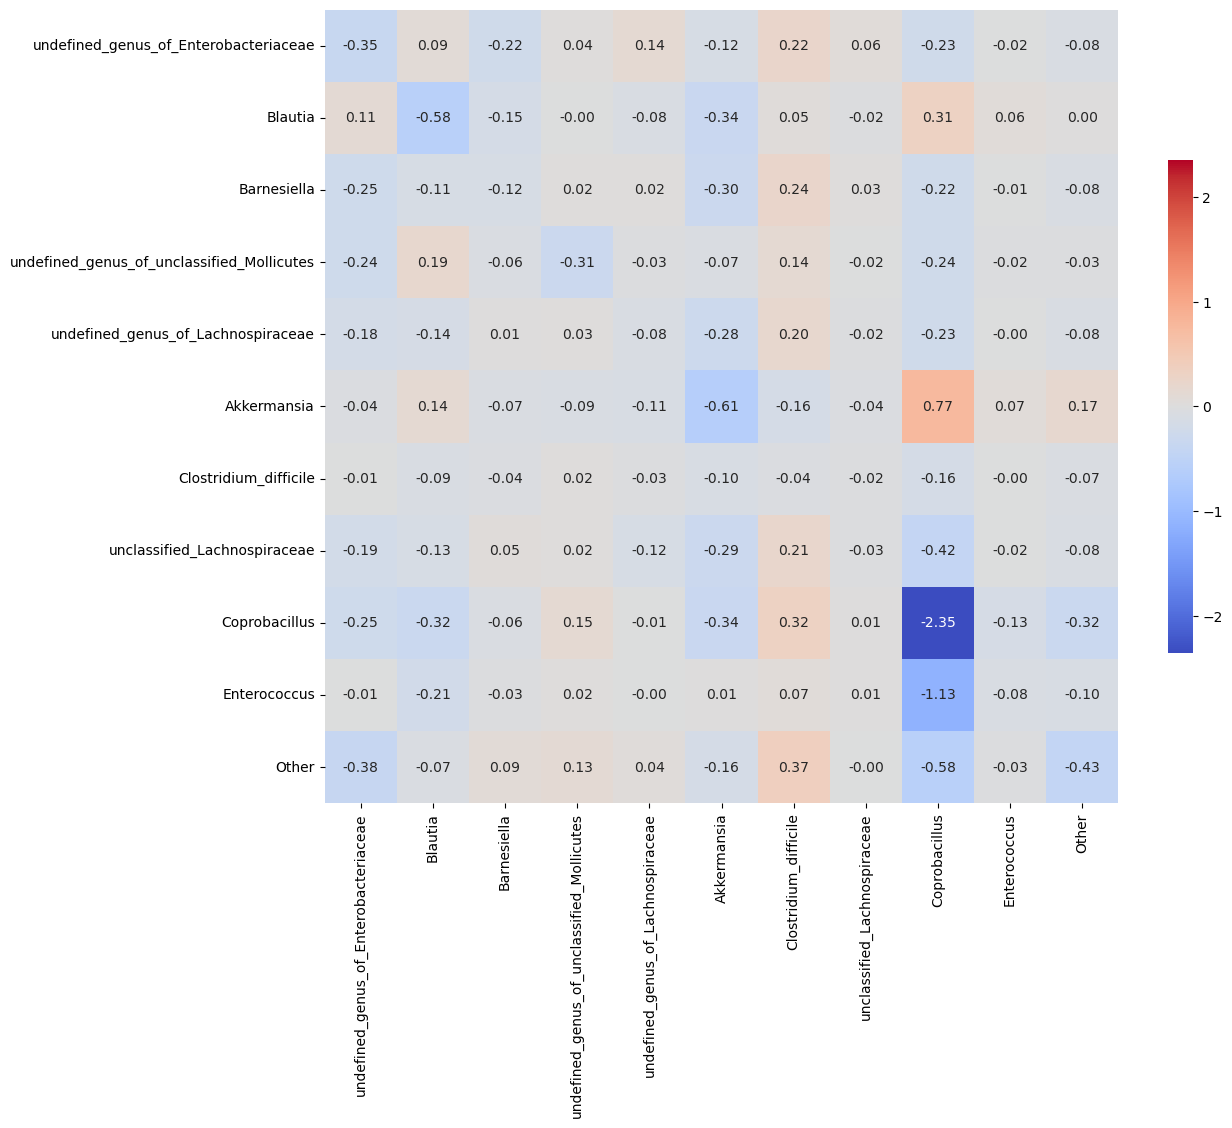 undefined_genus_of_Enterobacteriaceae -0.35 0.09 -0.22 0.04 0.14 -0.12 0.22 0.06 -0.23 -0.02 -0.08
Blautia 0.11 -0.58 -0.15 -0.00 -0.08 -0.34 0.05 -0.02 0.31 0.06 0.00
Barnesiella -0.25 -0.11 -0.12 0.02 0.02 -0.30 0.24 0.03 -0.22 -0.01 -0.08
undefined_genus_of_unclassified_Mollicutes -0.24 0.19 -0.06 -0.31 -0.03 -0.07 0.14 -0.02 -0.24 -0.02 -0.03
undefined_genus_of_Lachnospiraceae -0.18 -0.14 0.01 0.03 -0.08 -0.28 0.20 -0.02 -0.23 -0.00 -0.08
Akkermansia -0.04 0.14 -0.07 -0.09 -0.11 -0.61 -0.16 -0.04 0.77 0.07 0.17
Clostridium_difficile -0.01 -0.09 -0.04 0.02 -0.03 -0.10 -0.04 -0.02 -0.16 -0.00 -0.07
unclassified_Lachnospiraceae -0.19 -0.13 0.05 0.02 -0.12 -0.29 0.21 -0.03 -0.42 -0.02 -0.08
Coprobacillus -0.25 -0.32 -0.06 0.15 -0.01 -0.34 0.32 0.01 -2.35 -0.13 -0.32
Enterococcus -0.01 -0.21 -0.03 0.02 -0.00 0.01 0.07 0.01 -1.13 -0.08 -0.10
Other -0.38 -0.07 0.09 0.13 0.04 -0.16 0.37 -0.00 -0.58 -0.03 -0.43
undefined_genus_of_Enterobacteriaceae
Blautia
Barnesiella
undefined_genus_of_unclassified_Mollicutes
undefined_genus_of_Lachnospiraceae
Akkermansia
Clostridium_difficile
unclassified_Lachnospiraceae
Coprobacillus
Enterococcus
Other
2
1
0
−1
−2